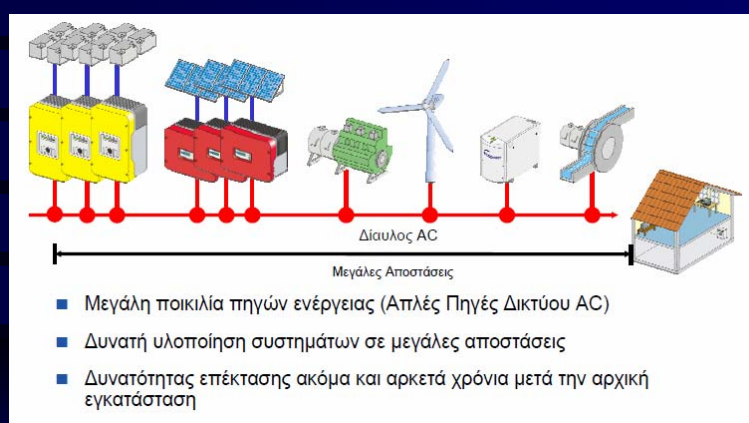 Δίαυλος AC
Μεγάλες Αποστάσεις
Μεγάλη ποικιλία πηγών ενέργειας (Απλές Πηγές Δικτύου AC)
Δυνατή υλοποίηση συστημάτων σε μεγάλες αποστάσεις
Δυνατότητας επέκτασης ακόμα και αρκετά χρόνια μετά την αρχική
εγκατάσταση